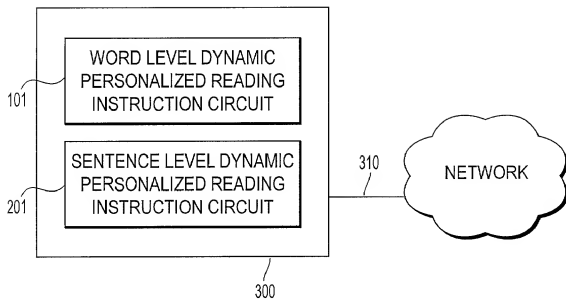 WORD LEVEL DYNAMIC
PERSONALIZED READING
INSTRUCTION CIRCUIT
101
SENTENCE LEVEL DYNAMIC
PERSONALIZED READING
INSTRUCTION CIRCUIT
201
310
NETWORK
300